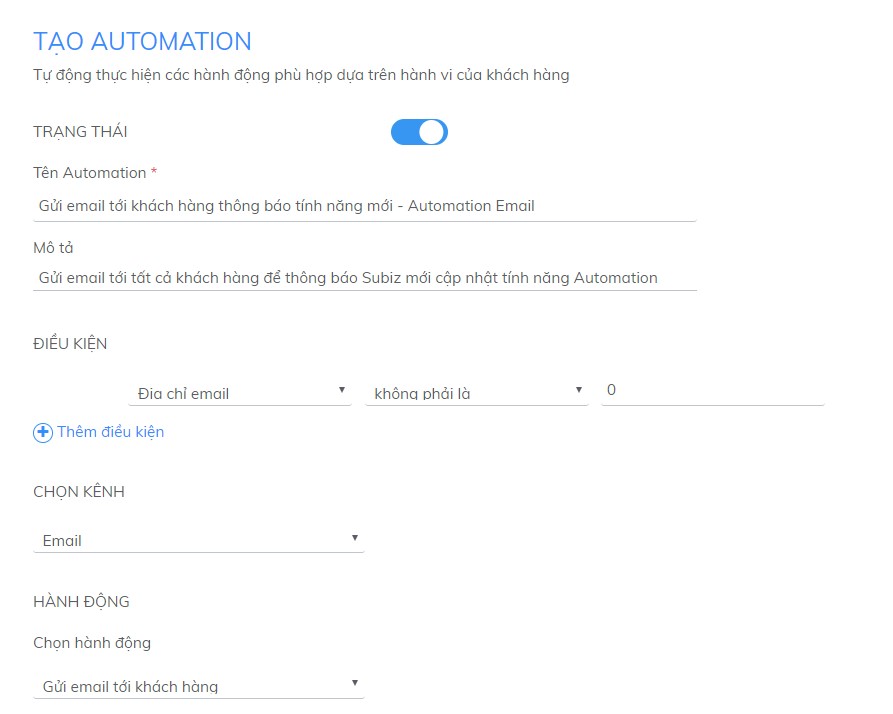 TẠO AUTOMATION
Tự động thực hiện các hành động phù hợp dựa trên hành vi của khách hàng
TRẠNG THÁI
Tên Automation *
Gửi email tới khách hàng thông báo tính năng mới - Automation Email
Mô tả
Gửi email tới tất cả khách hàng để thông báo Subiz mới cập nhật tính năng Automation
ĐIỀU KIỆN
Địa chỉ email không phải là 0
Thêm điều kiện
CHỌN KÊNH
Email
HÀNH ĐỘNG
Chọn hành động
Gửi email tới khách hàng